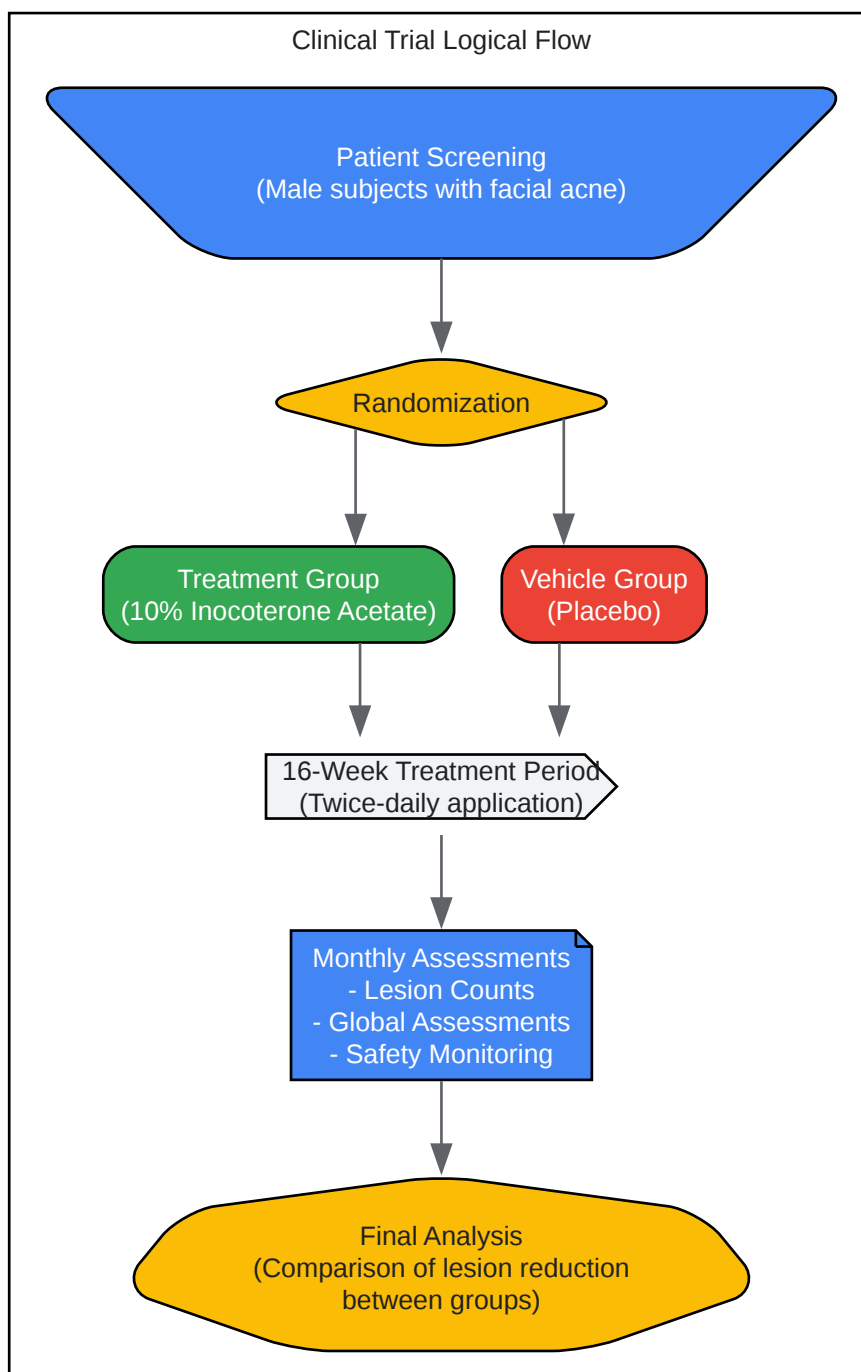 Clinical Trial Logical Flow
Patient Screening
(Male subjects with facial acne)
Randomization
Treatment Group
(10% Inocoterone Acetate)
Vehicle Group
(Placebo)
16-Week Treatment Period
(Twice-daily application)
Monthly Assessments
- Lesion Counts
- Global Assessments
- Safety Monitoring
Final Analysis
(Comparison of lesion reduction
between groups)